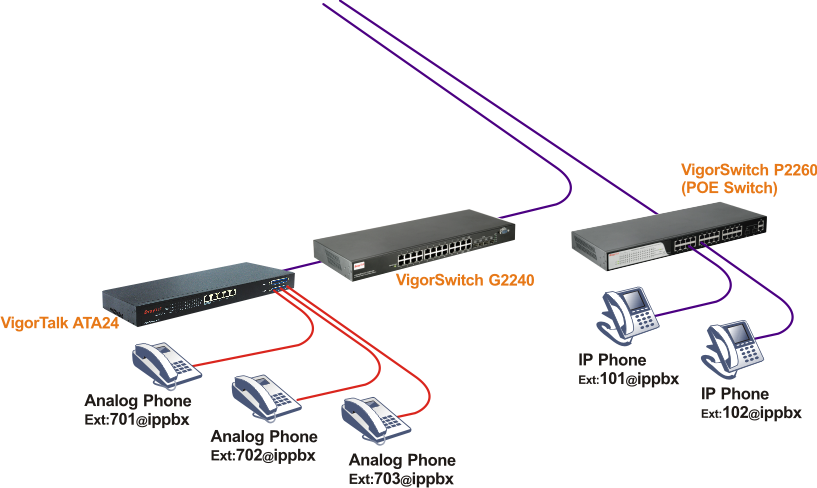 VigorSwitch P2260
(POE Switch)
VigorSwitch G2240
VigorTalk ATA24
Analog Phone
Ext:701@ippbx
Analog Phone
Ext:702@ippbx
Analog Phone
Ext:703@ippbx
IP Phone
Ext:101@ippbx
IP Phone
Ext:102@ippbx